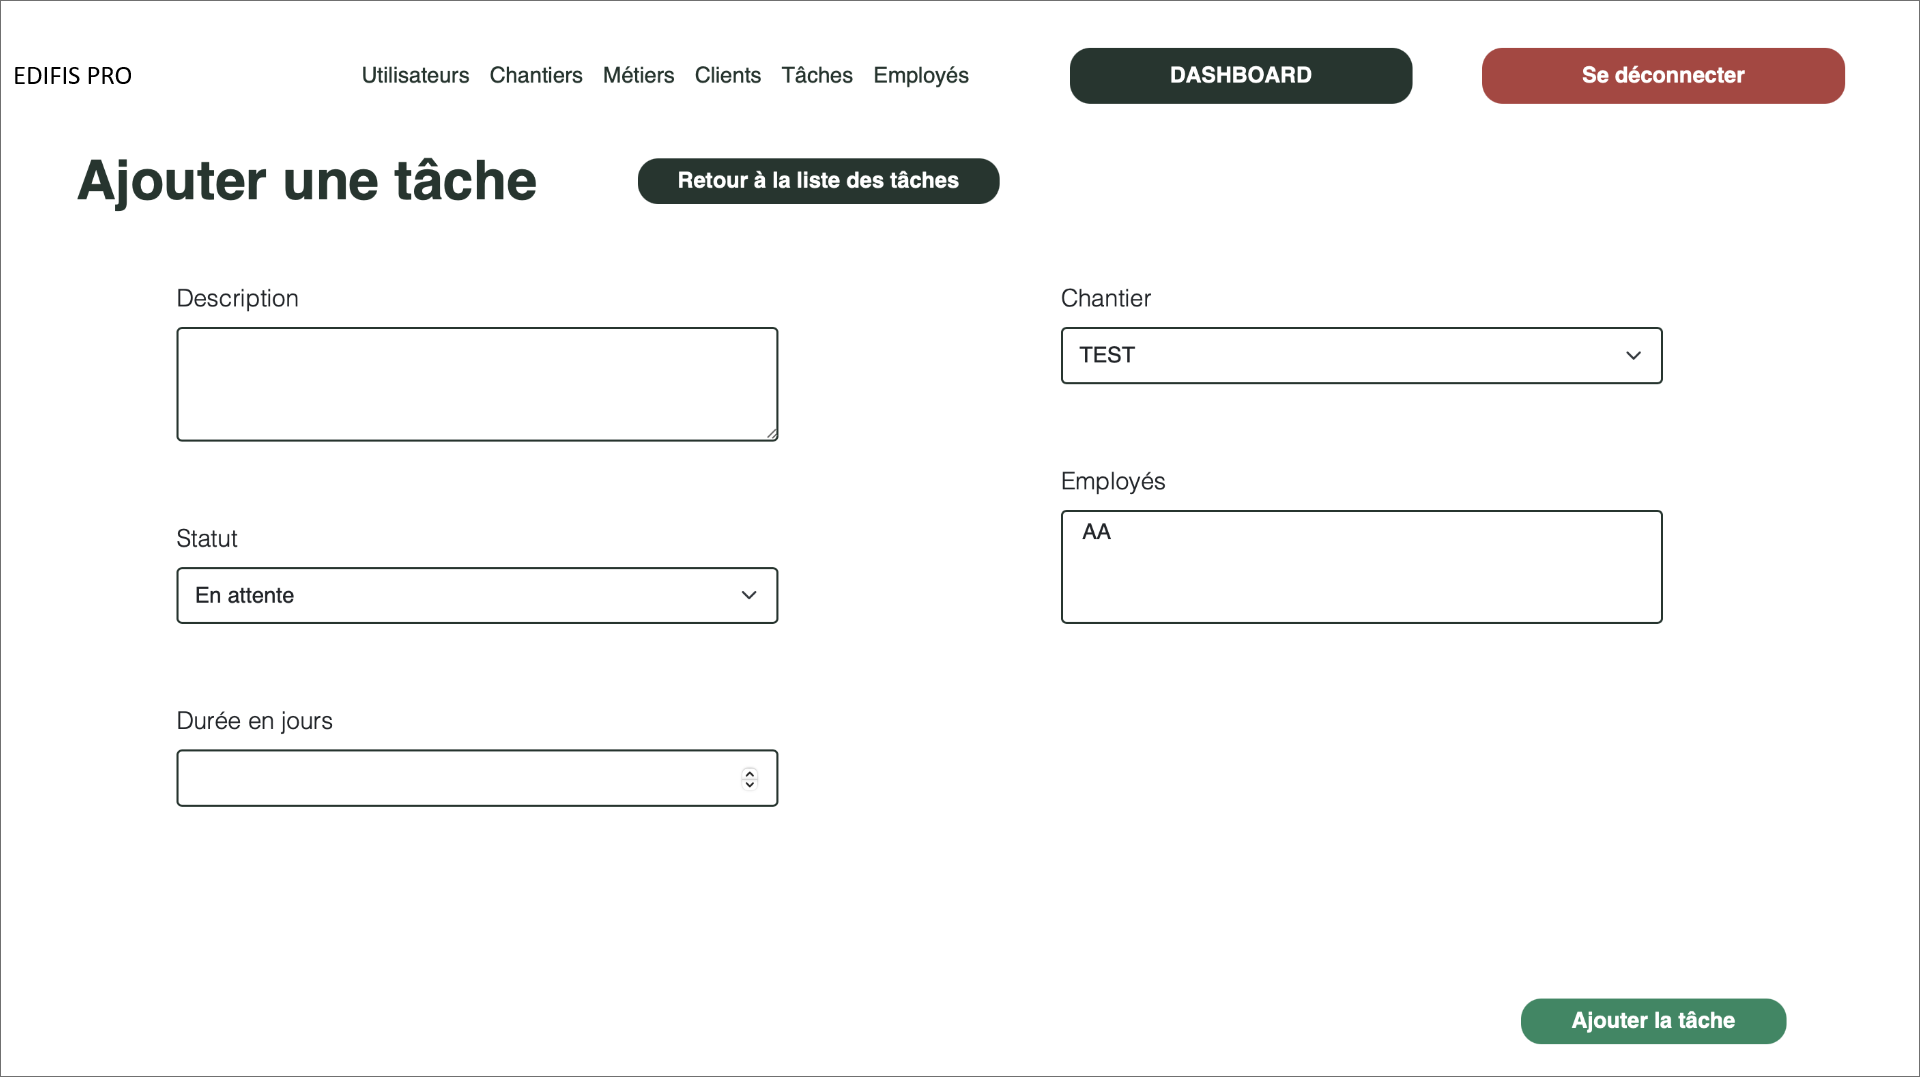 EDIFIS PRO
Utilisateurs Chantiers Métiers Clients Tâches Employés
DASHBOARD
Se déconnecter
Ajouter une tâche
Retour à la liste des tâches
Description
Chantier
TEST
Employés
AA
Statut
En attente
Durée en jours
Ajouter la tâche